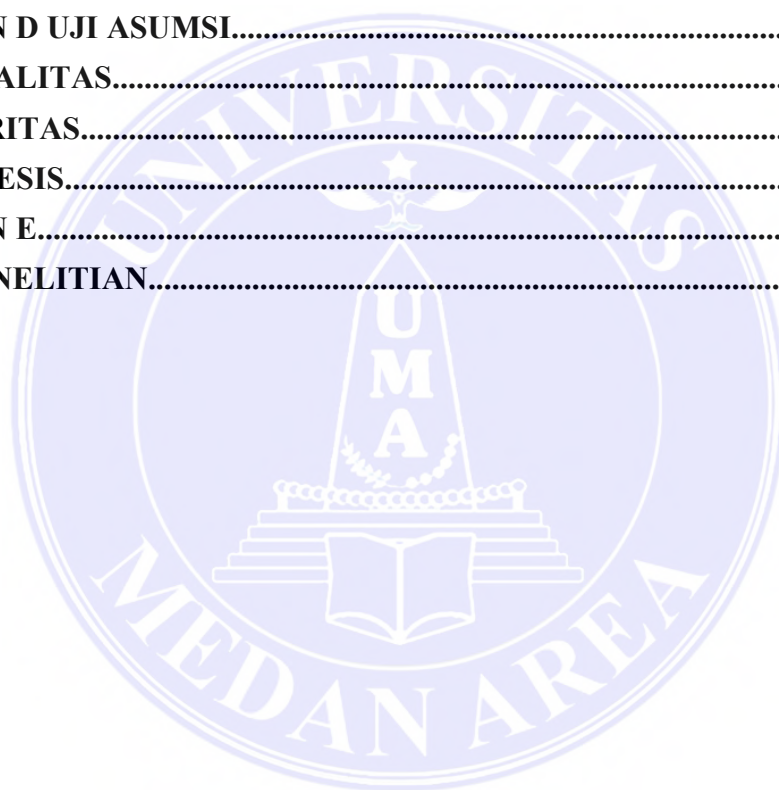 N D UJI ASUMSI
ALITAS
RITAS
ESIS
N E
NELITIAN
UNIVERSITAS
UMA
MEDAN AREA